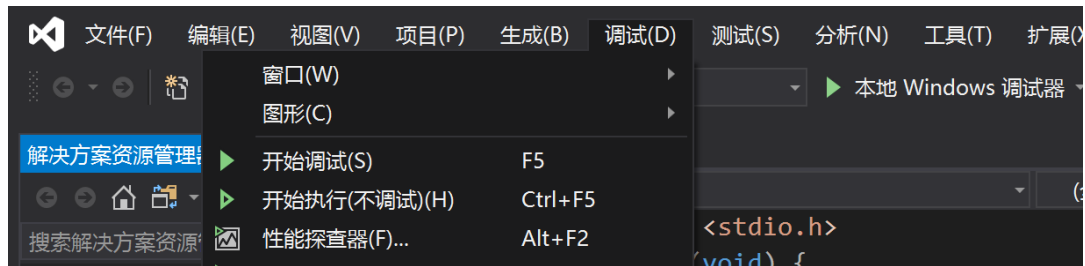 文件(F) 编辑(E) 视图(V) 项目(P) 生成(B) 调试(D) 测试(S) 分析(N) 工具(T) 扩展(X
窗口(W)
本地 Windows 调试器
图形(C)
解决方案资源管理器
开始调试(S) F5
开始执行(不调试)(H) Ctrl+F5
<stdio.h>
搜索解决方案资源
性能探查器(F)... Alt+F2
(void) {